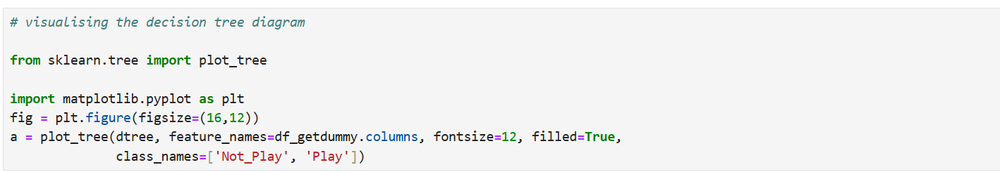 # visualising the decision tree diagram
from sklearn.tree import plot_tree
import matplotlib.pyplot as plt
fig = plt.figure(figsize=(16,12))
a = plot_tree(dtree, feature_names=df_getdummy.columns, fontsize=12, filled=True,
class_names=['Not_Play', 'Play'])